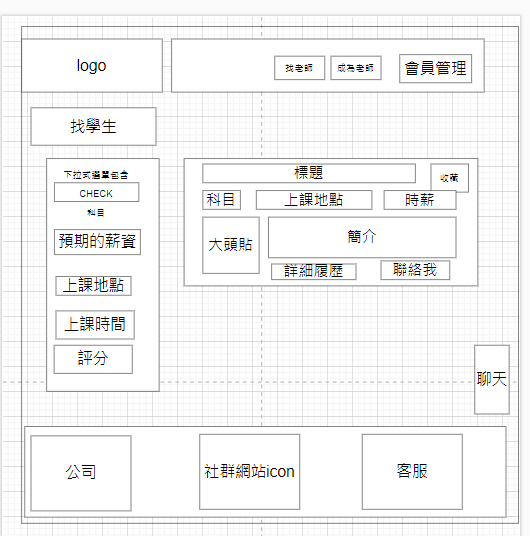 logo
找老師
成為老師
會員管理
找學生
下拉式選單包含
CHECK
科目
預期的薪資
上課地點
上課時間
評分
標題
收藏
科目
上課地點
時薪
大頭貼
簡介
詳細履歷
聯絡我
聊天
公司
社群網站icon
客服